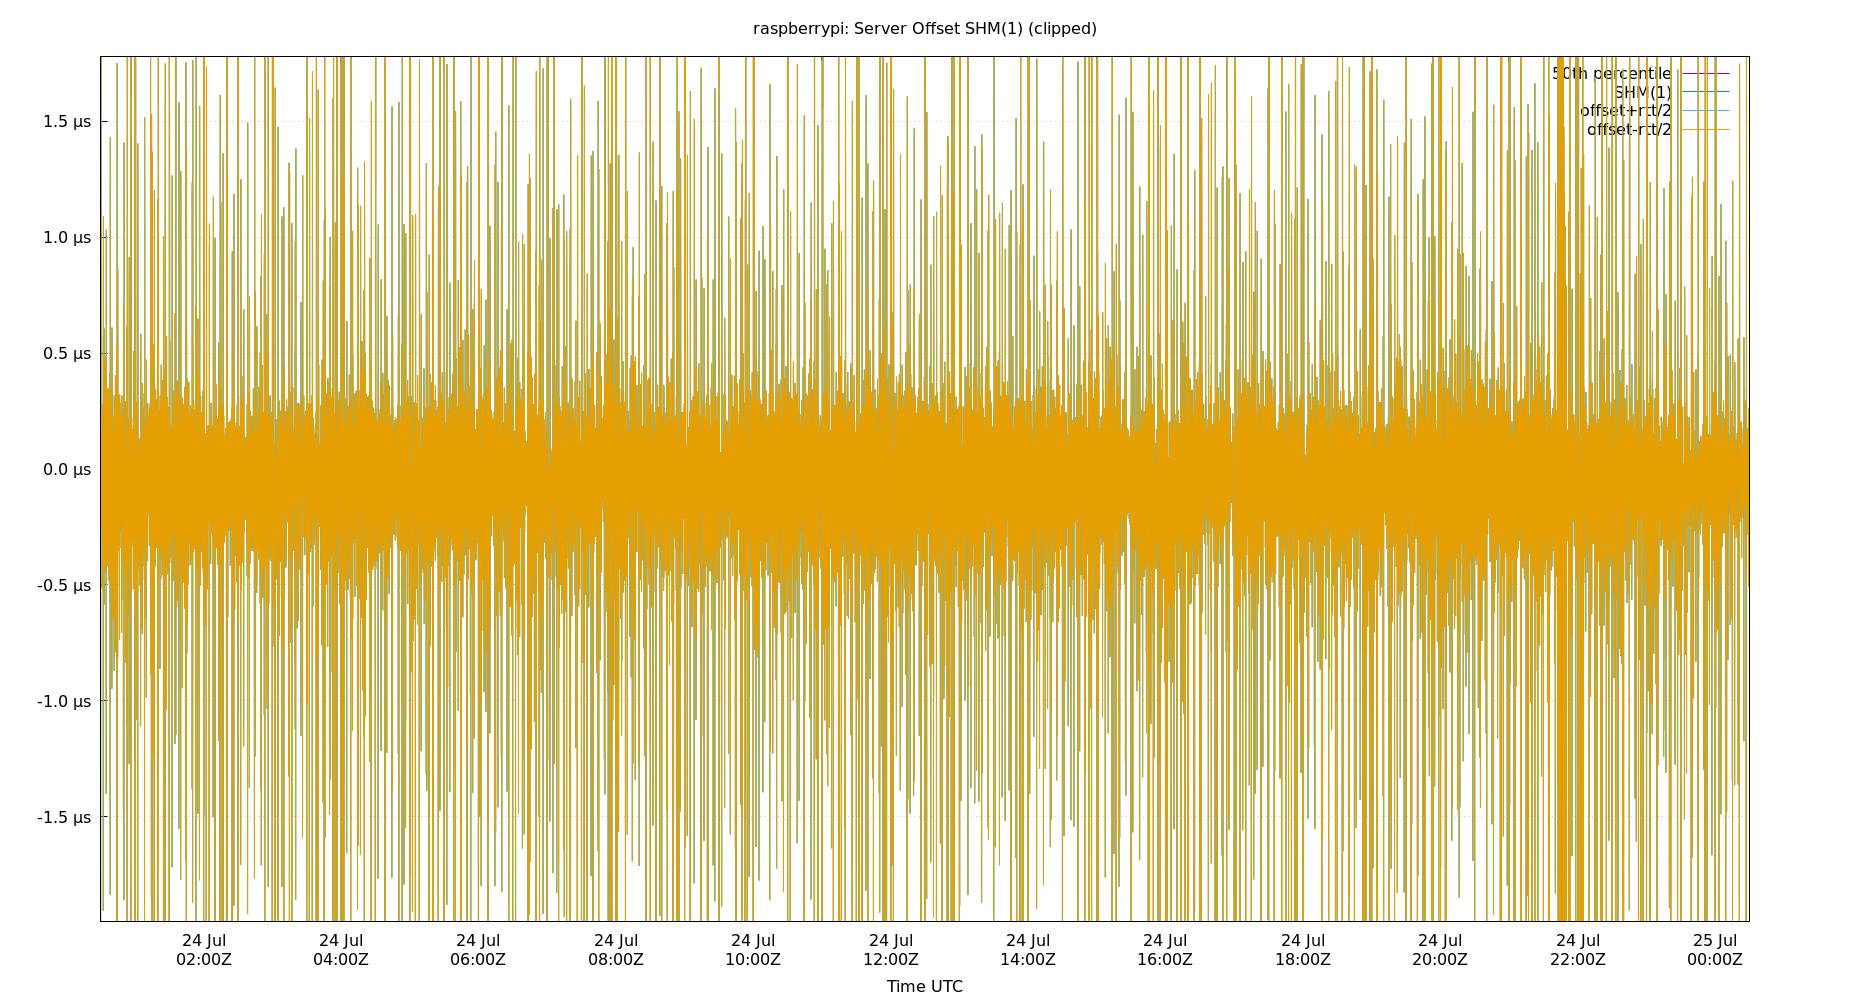 raspberrypi: Server Offset SHM(1) (clipped)
50th percentile
SHM(1)
offset+rtt/2
offset-rtt/2
1.5 µs
1.0 µs
0.5 µs
0.0 µs
-0.5 µs
-1.0 µs
-1.5 µs
24 Jul 24 Jul 24 Jul 24 Jul 24 Jul 24 Jul 24 Jul 24 Jul 24 Jul 24 Jul 24 Jul 25 Jul
02:00Z 04:00Z 06:00Z 08:00Z 10:00Z 12:00Z 14:00Z 16:00Z 18:00Z 20:00Z 22:00Z 00:00Z
Time UTC